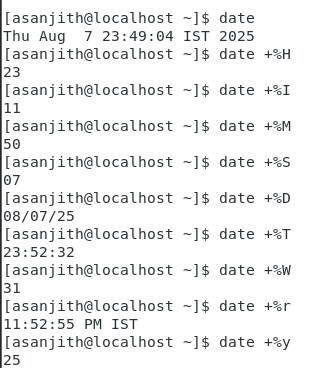 [asanjith@localhost ~]$ date
Thu Aug  7 23:49:04 IST 2025
[asanjith@localhost ~]$ date +%H
23
[asanjith@localhost ~]$ date +%I
11
[asanjith@localhost ~]$ date +%M
50
[asanjith@localhost ~]$ date +%S
07
[asanjith@localhost ~]$ date +%D
08/07/25
[asanjith@localhost ~]$ date +%T
23:52:32
[asanjith@localhost ~]$ date +%W
31
[asanjith@localhost ~]$ date +%r
11:52:55 PM IST
[asanjith@localhost ~]$ date +%y
25